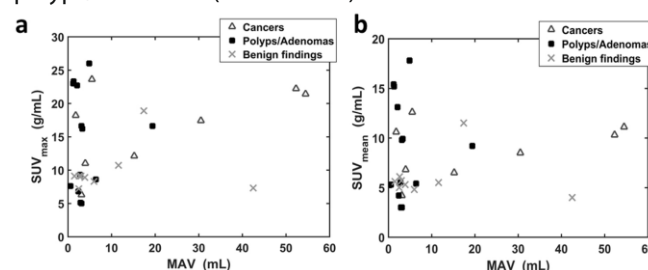 a
△ Cancers
■ Polyps/Adenomas
× Benign findings
30
25
20
15
10
5
0
SUVmax (g/mL)
0 10 20 30 40 50 60
MAV (mL)
b
△ Cancers
■ Polyps/Adenomas
× Benign findings
20
15
10
5
0
SUVmean (g/mL)
0 10 20 30 40 50 60
MAV (mL)